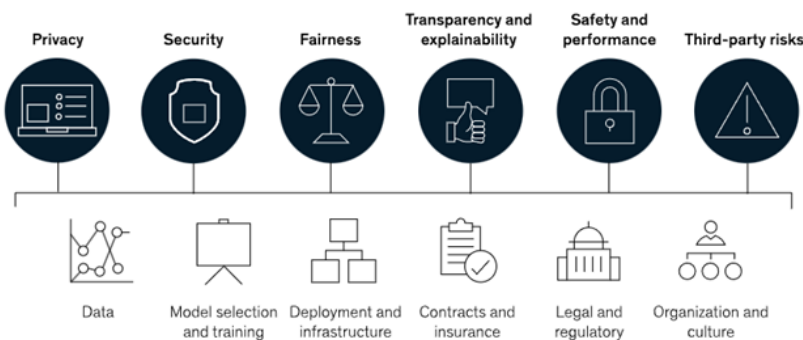 Privacy
Security
Fairness
Transparency and
explainability
Safety and
performance
Third-party risks
Data
Model selection
and training
Deployment and
infrastructure
Contracts and
insurance
Legal and
regulatory
Organization and
culture